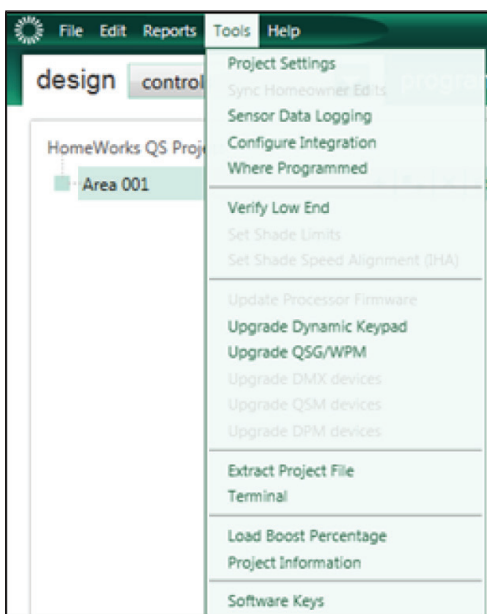 File Edit Reports Tools Help
design control
program
HomeWorks QS Proj
Area 001
Project Settings
Sync Homeowner Edits
Sensor Data Logging
Configure Integration
Where Programmed
Verify Low End
Set Shade Limits
Set Shade Speed Alignment (IHA)
Update Processor Firmware
Upgrade Dynamic Keypad
Upgrade QSG/WPM
Upgrade DMX devices
Upgrade QSM devices
Upgrade DPM devices
Extract Project File
Terminal
Load Boost Percentage
Project Information
Software Keys